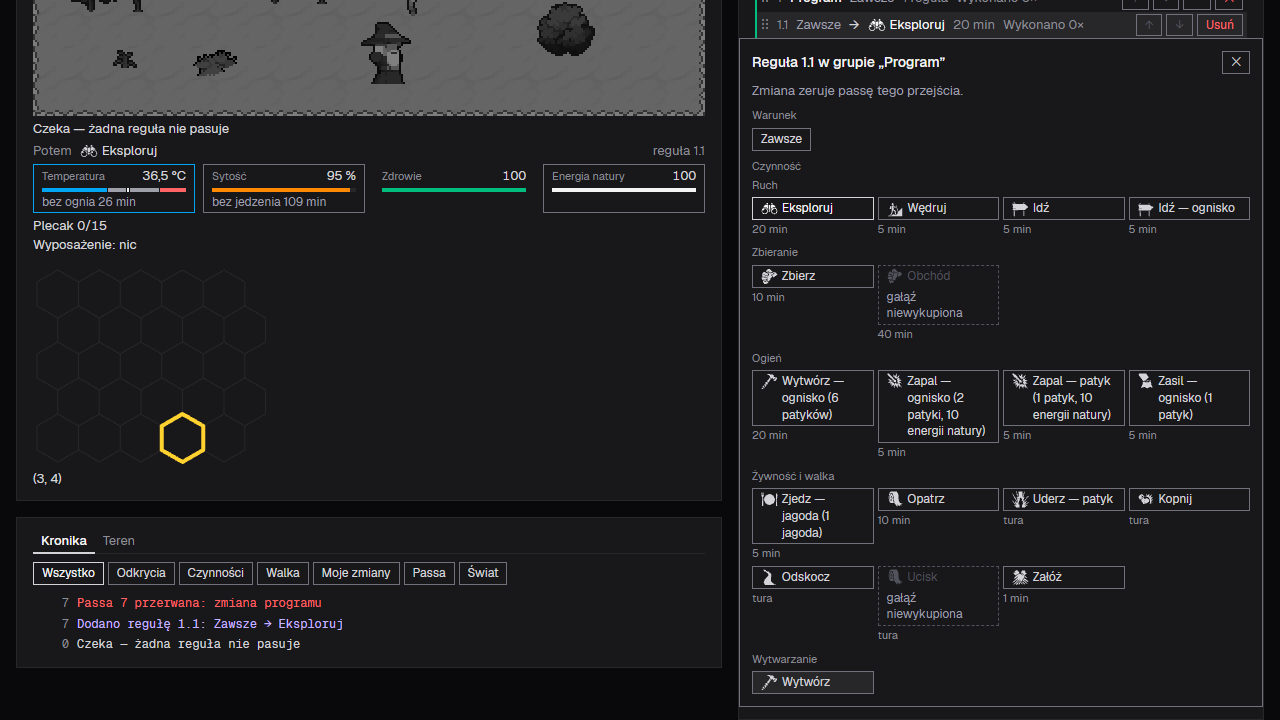 Czeka — żadna reguła nie pasuje
Potem Eksploruj reguła 1.1
Temperatura 36,5 °C
bez ognia 26 min
Sytość 95 %
bez jedzenia 109 min
Zdrowie 100
Energia natury 100
Plecak 0/15
Wyposażenie: nic
(3, 4)
Kronika Teren
Wszystko Odkrycia Czynności Walka Moje zmiany Passa Świat
7 Passa 7 przerwana: zmiana programu
7 Dodano regułę 1.1: Zawsze → Eksploruj
0 Czeka — żadna reguła nie pasuje
1.1 Zawsze → Eksploruj 20 min Wykonano 0× ↑ ↓ Usuń
Reguła 1.1 w grupie „Program”
Zmiana zeruje passę tego przejścia.
Warunek
Zawsze
Czynność
Ruch
Eksploruj
20 min
Wędruj
5 min
Idź
5 min
Idź — ognisko
5 min
Zbieranie
Zbierz
10 min
Obchód
gałąź
niewykupiona
40 min
Ogień
Wytwórz —
ognisko (6
patyków)
20 min
Zapal —
ognisko (2
patyki, 10
energii natury)
5 min
Zapal — patyk
(1 patyk, 10
energii natury)
5 min
Zasil —
ognisko (1
patyk)
5 min
Żywność i walka
Zjedz —
jagoda (1
jagoda)
5 min
Opatrz
10 min
Uderz — patyk
tura
Kopnij
tura
Odskocz
tura
Ucisk
gałąź
niewykupiona
tura
Załóż
1 min
Wytwarzanie
Wytwórz